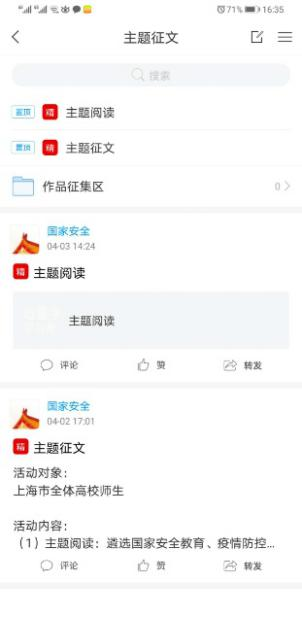 71% 16:35
主题征文
搜索
置顶 精 主题阅读
置顶 精 主题征文
作品征集区 0
国家安全
04-03 14:24
精 主题阅读
主题阅读
评论 赞 转发
国家安全
04-02 17:01
精 主题征文
活动对象：
上海市全体高校师生
活动内容：
（1）主题阅读：遴选国家安全教育、疫情防控...
评论 赞 转发